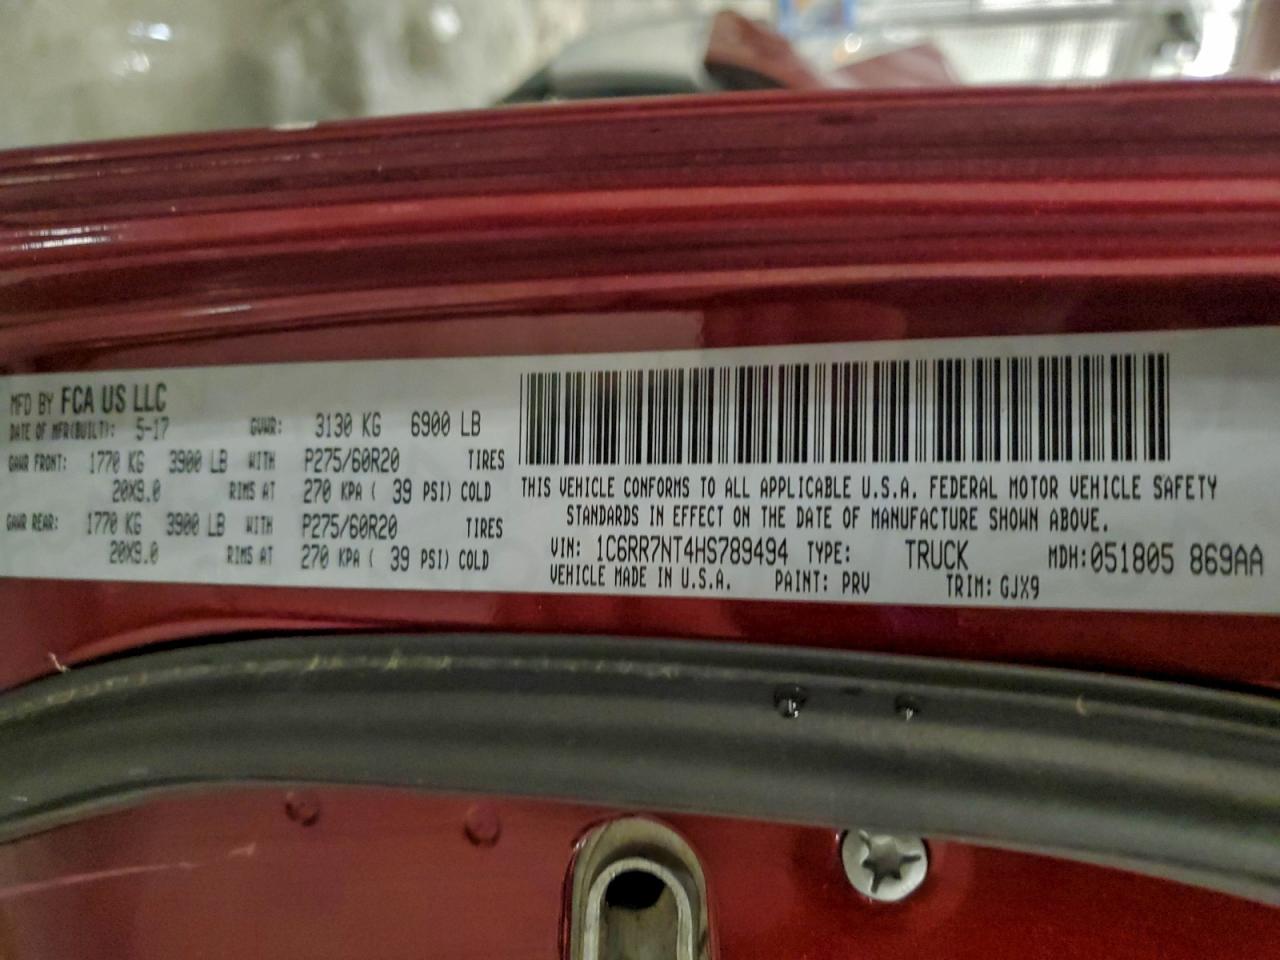 MFD BY FCA US LLC
DATE OF MFR(BUILT): 5-17 GVWR: 3130 KG 6900 LB
GAWR FRONT: 1770 KG 3900 LB WITH P275/60R20 TIRES
20X9.0 RIMS AT 270 KPA ( 39 PSI) COLD
GAWR REAR: 1770 KG 3900 LB WITH P275/60R20 TIRES
20X9.0 RIMS AT 270 KPA ( 39 PSI) COLD
THIS VEHICLE CONFORMS TO ALL APPLICABLE U.S.A. FEDERAL MOTOR VEHICLE SAFETY
STANDARDS IN EFFECT ON THE DATE OF MANUFACTURE SHOWN ABOVE.
VIN: 1C6RR7NT4HS789494 TYPE: TRUCK MDH:051805 869AA
VEHICLE MADE IN U.S.A. PAINT: PRV TRIM: GJX9